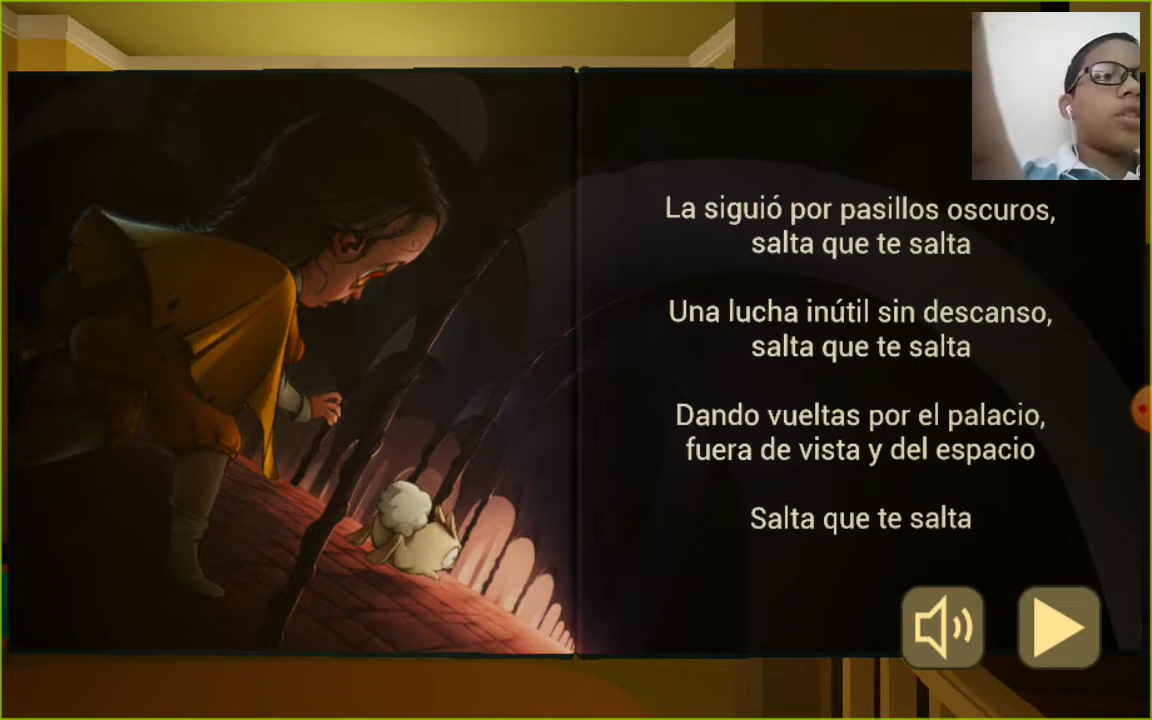 La siguió por pasillos oscuros,
salta que te salta
Una lucha inútil sin descanso,
salta que te salta
Dando vueltas por el palacio,
fuera de vista y del espacio
Salta que te salta